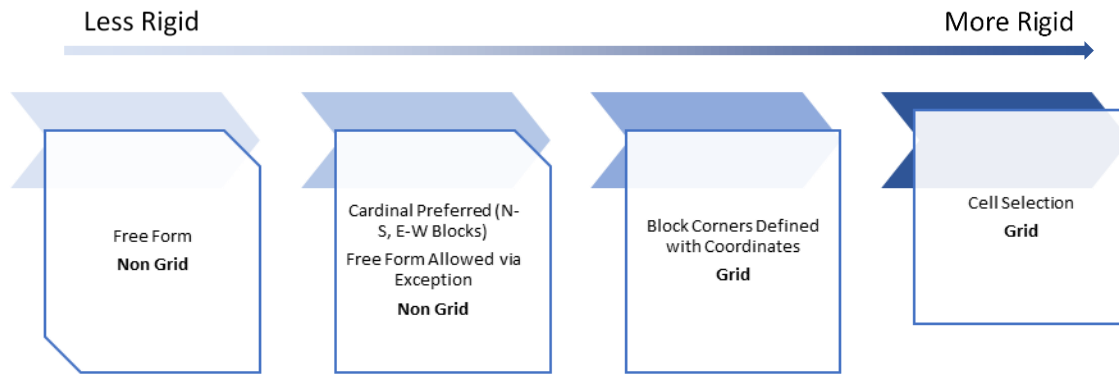 Less Rigid
More Rigid
Free Form
Non Grid
Cardinal Preferred (N-
S, E-W Blocks)
Free Form Allowed via
Exception
Non Grid
Block Corners Defined
with Coordinates
Grid
Cell Selection
Grid